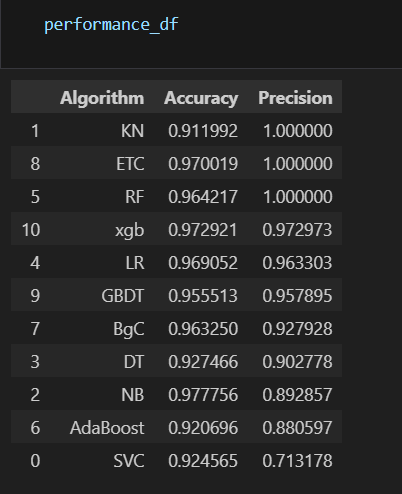 performance_df
Algorithm Accuracy Precision
1 KN 0.911992 1.000000
8 ETC 0.970019 1.000000
5 RF 0.964217 1.000000
10 xgb 0.972921 0.972973
4 LR 0.969052 0.963303
9 GBDT 0.955513 0.957895
7 BgC 0.963250 0.927928
3 DT 0.927466 0.902778
2 NB 0.977756 0.892857
6 AdaBoost 0.920696 0.880597
0 SVC 0.924565 0.713178